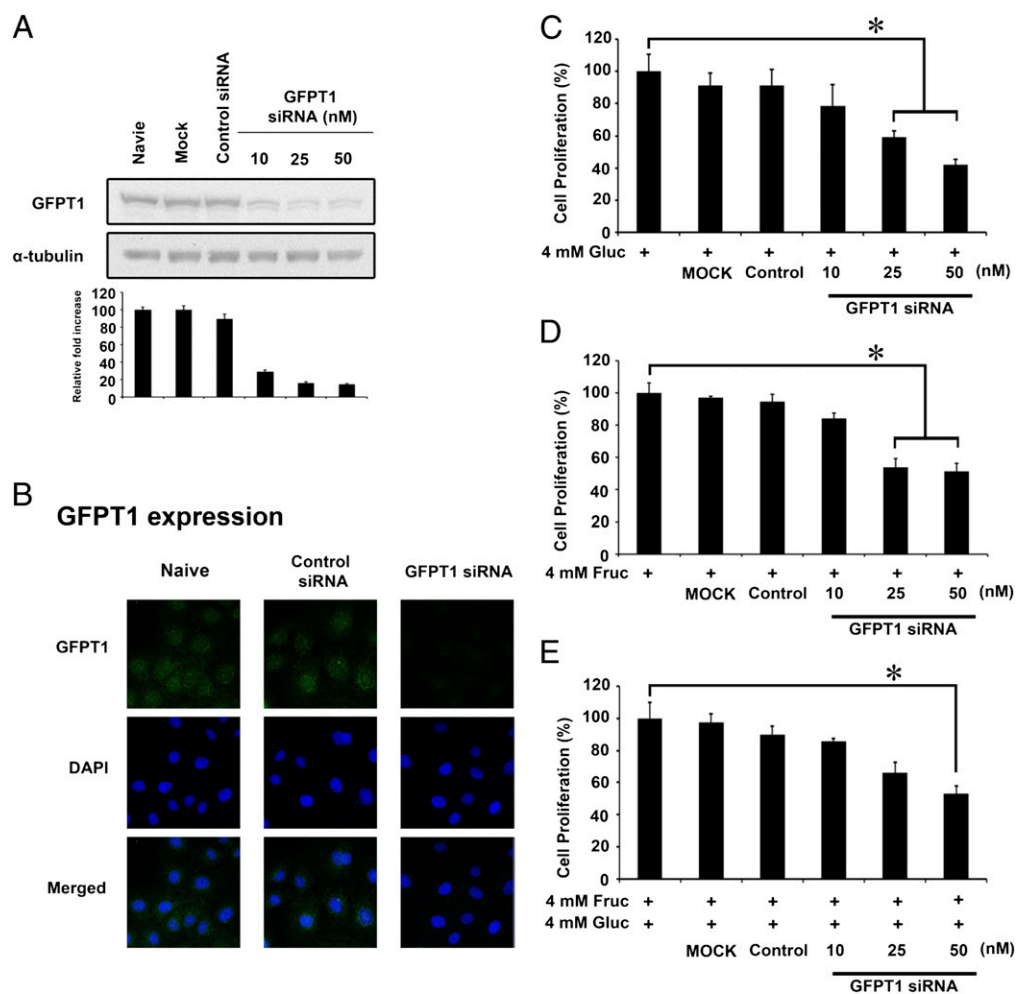 A
Navie
Mock
Control siRNA
GFPT1
siRNA (nM)
10 25 50
GFPT1
α-tubulin
Relative fold increase
120
100
80
60
40
20
0
B
GFPT1 expression
Naive
Control
siRNA
GFPT1 siRNA
GFPT1
DAPI
Merged
C
*
Cell Proliferation (%)
120
100
80
60
40
20
0
4 mM Gluc + + + + + +
MOCK Control 10 25 50 (nM)
GFPT1 siRNA
D
*
Cell Proliferation (%)
120
100
80
60
40
20
0
4 mM Fruc + + + + + +
MOCK Control 10 25 50 (nM)
GFPT1 siRNA
E
*
Cell Proliferation (%)
120
100
80
60
40
20
0
4 mM Fruc + + + + + +
4 mM Gluc + + + + + +
MOCK Control 10 25 50 (nM)
GFPT1 siRNA